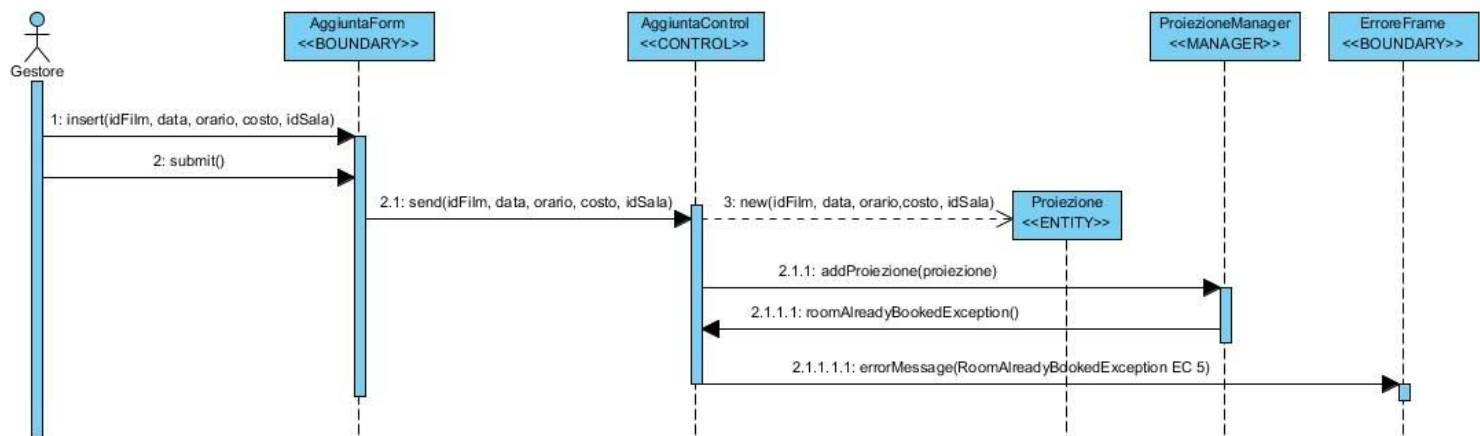 AggiuntaForm
<<BOUNDARY>>
AggiuntaControl
<<CONTROL>>
ProiezioneManager
<<MANAGER>>
ErroreFrame
<<BOUNDARY>>
Gestore
1: insert(idFilm, data, orario, costo, idSala)
2: submit()
2.1: send(idFilm, data, orario, costo, idSala)
3: new(idFilm, data, orario,costo, idSala)
Proiezione
<<ENTITY>>
2.1.1: addProiezione(proiezione)
2.1.1.1: roomAlreadyBookedException()
2.1.1.1.1: errorMessage(RoomAlreadyBookedException EC 5)